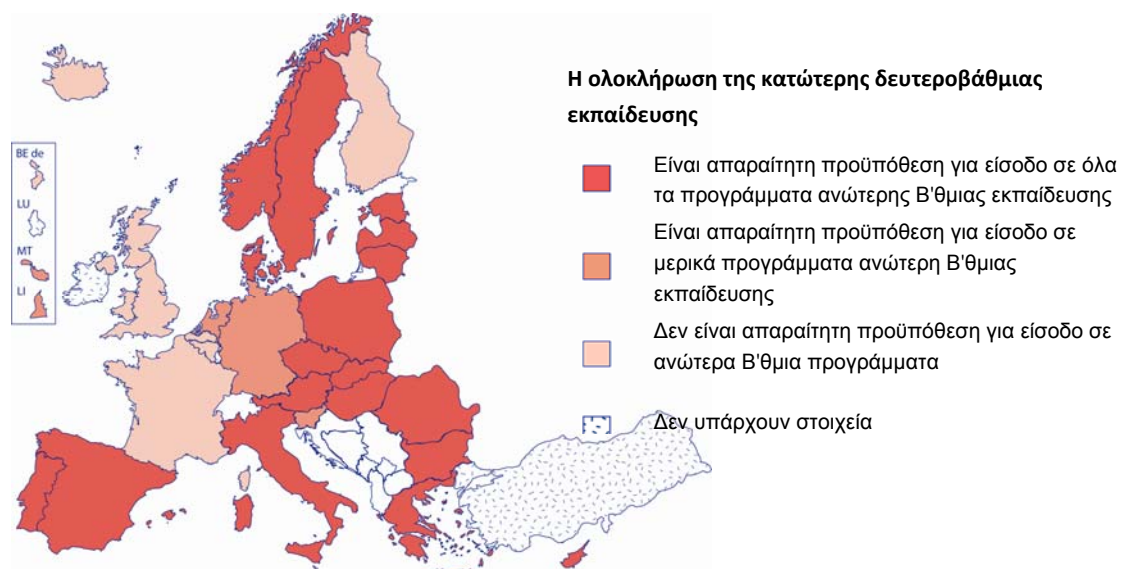 Η ολοκλήρωση της κατώτερης δευτεροβάθμιας
εκπαίδευσης
Είναι απαραίτητη προϋπόθεση για είσοδο σε όλα
τα προγράμματα ανώτερης Β'θμιας εκπαίδευσης
Είναι απαραίτητη προϋπόθεση για είσοδο σε
μερικά προγράμματα ανώτερη Β'θμιας
εκπαίδευσης
Δεν είναι απαραίτητη προϋπόθεση για είσοδο σε
ανώτερα Β'θμια προγράμματα
Δεν υπάρχουν στοιχεία
BE de
LU
MT
LI